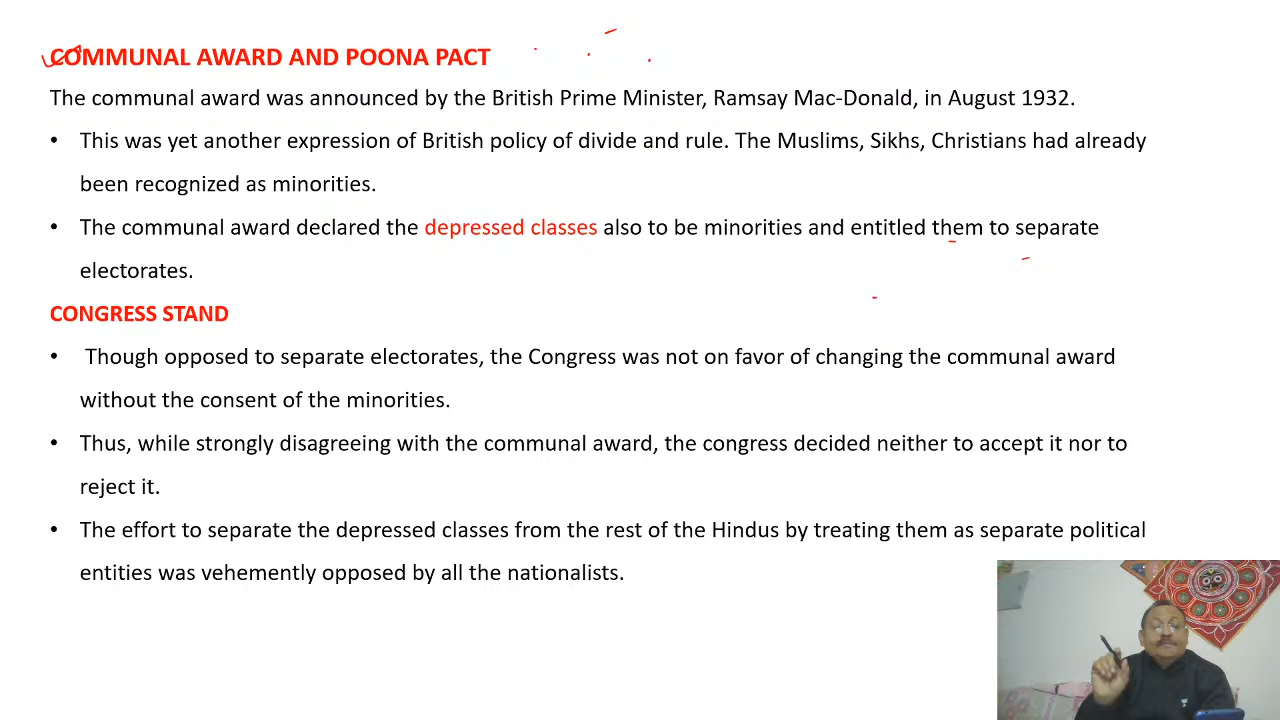 COMMUNAL AWARD AND POONA PACT
The communal award was announced by the British Prime Minister, Ramsay Mac-Donald, in August 1932.
• This was yet another expression of British policy of divide and rule. The Muslims, Sikhs, Christians had already
been recognized as minorities.
• The communal award declared the depressed classes also to be minorities and entitled them to separate
electorates.
CONGRESS STAND
• Though opposed to separate electorates, the Congress was not on favor of changing the communal award
without the consent of the minorities.
• Thus, while strongly disagreeing with the communal award, the congress decided neither to accept it nor to
reject it.
• The effort to separate the depressed classes from the rest of the Hindus by treating them as separate political
entities was vehemently opposed by all the nationalists.